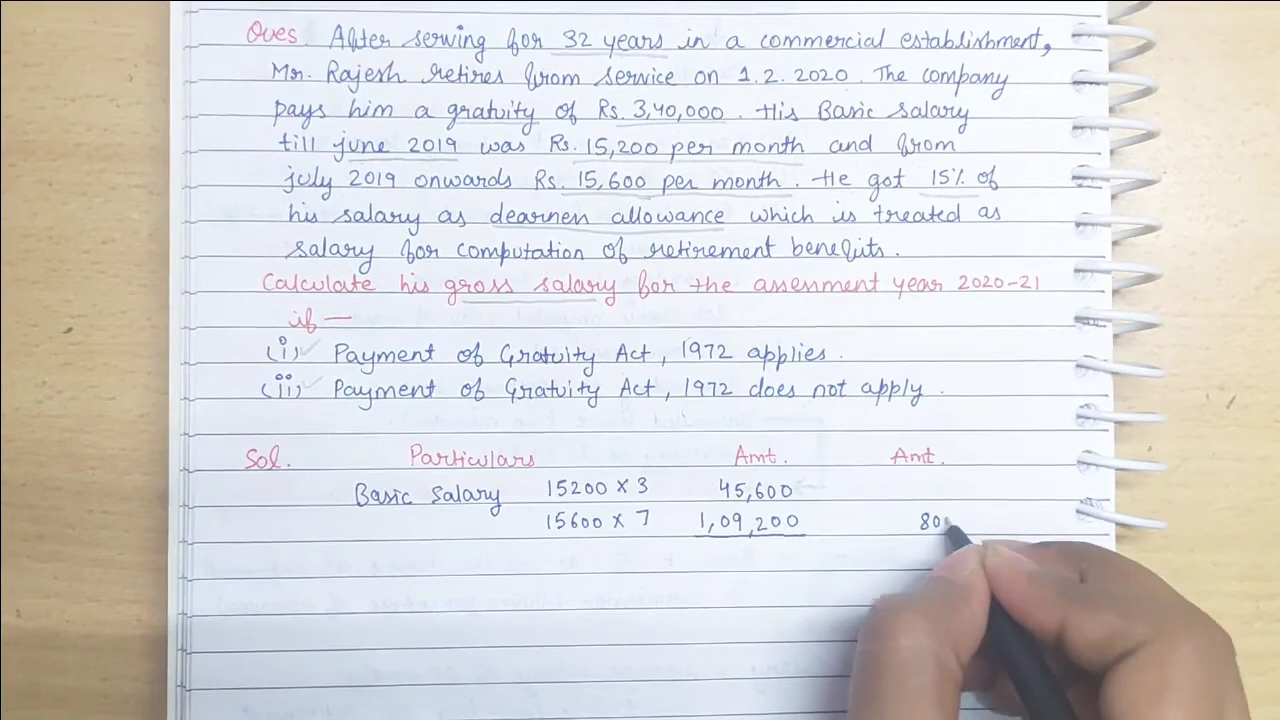 Ques. After serving for 32 years in a commercial establishment,
Mr. Rajesh retires from service on 1.2.2020. The company
pays him a gratuity of Rs. 3,40,000. His Basic Salary
till june 2019 was Rs. 15,200 per month and from
july 2019 onwards Rs. 15,600 per month. He got 15% of
his salary as dearnen allowance which is treated as
salary for computation of retirement benefits.
Calculate his gross salary for the assenment year 2020-21
if —
(i) Payment of Gratuity Act, 1972 applies.
(ii) Payment of Gratuity Act, 1972 does not apply.
Sol. Particulars Amt. Amt.
Basic Salary 15200 × 3 45,600
15600 × 7 1,09,200 80